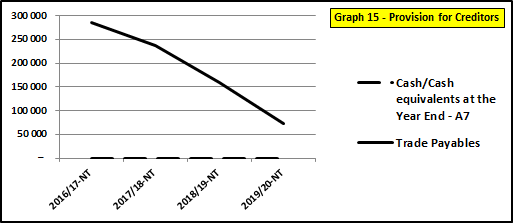 Graph 15 - Provision for Creditors
300 000
250 000
200 000
150 000
100 000
50 000
–
2016/17-NT
2017/18-NT
2018/19-NT
2019/20-NT
Cash/Cash
equivalents at the
Year End - A7
Trade Payables